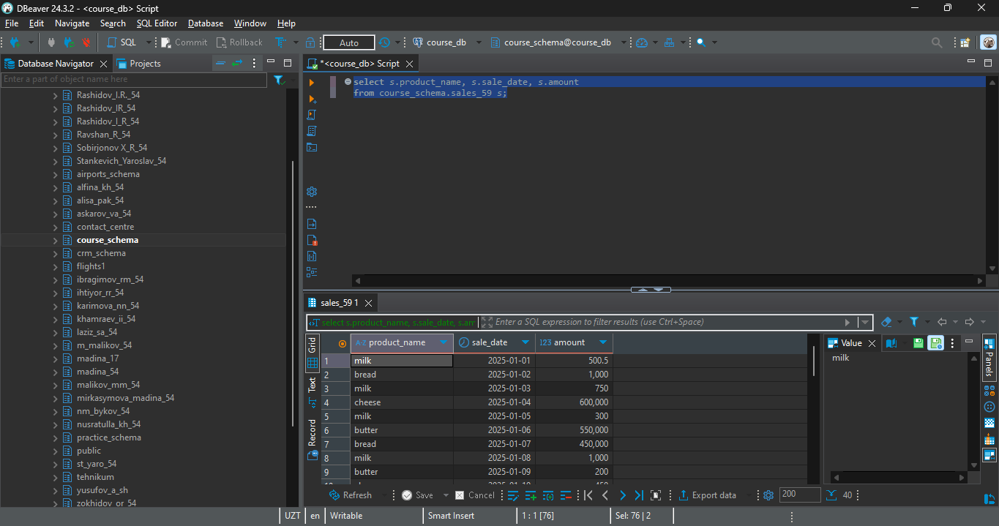 DBeaver 24.3.2 - <course_db> Script
File Edit Navigate Search SQL Editor Database Window Help
SQL Commit Rollback Auto course_db course_schema@course_db
Database Navigator Projects
Enter a part of object name here
Rashidov_I.R._54
Rashidov_IR_54
Rashidov_I_R_54
Ravshan_R_54
Sobirjonov X_R_54
Stankevich_Yaroslav_54
airports_schema
alfina_kh_54
alisa_pak_54
askarov_va_54
contact_centre
course_schema
crm_schema
flights1
ibragimov_rm_54
ihtiyor_rr_54
karimova_nn_54
khamraev_ii_54
laziz_sa_54
m_malikov_54
madina_17
madina_54
malikov_mm_54
mirkasymova_madina_54
nm_bykov_54
nusratulla_kh_54
practice_schema
public
st_yaro_54
tehnikum
yusufov_a_sh
zokhidov_or_54
*<course_db> Script
select s.product_name, s.sale_date, s.amount
from course_schema.sales_59 s;
sales_59 1
select s.product_name, s.sale_date, s.am Enter a SQL expression to filter results (use Ctrl+Space)
Grid
Text
Record
A-Z product_name sale_date 123 amount
1 milk 2025-01-01 500.5
2 bread 2025-01-02 1,000
3 milk 2025-01-03 750
4 cheese 2025-01-04 600,000
5 milk 2025-01-05 300
6 butter 2025-01-06 550,000
7 bread 2025-01-07 450,000
8 milk 2025-01-08 1,000
9 butter 2025-01-09 200
Value
milk
Panels
Refresh Save Cancel Export data 200 40
UZT en Writable Smart Insert 1 : 1 [76] Sel: 76 | 2